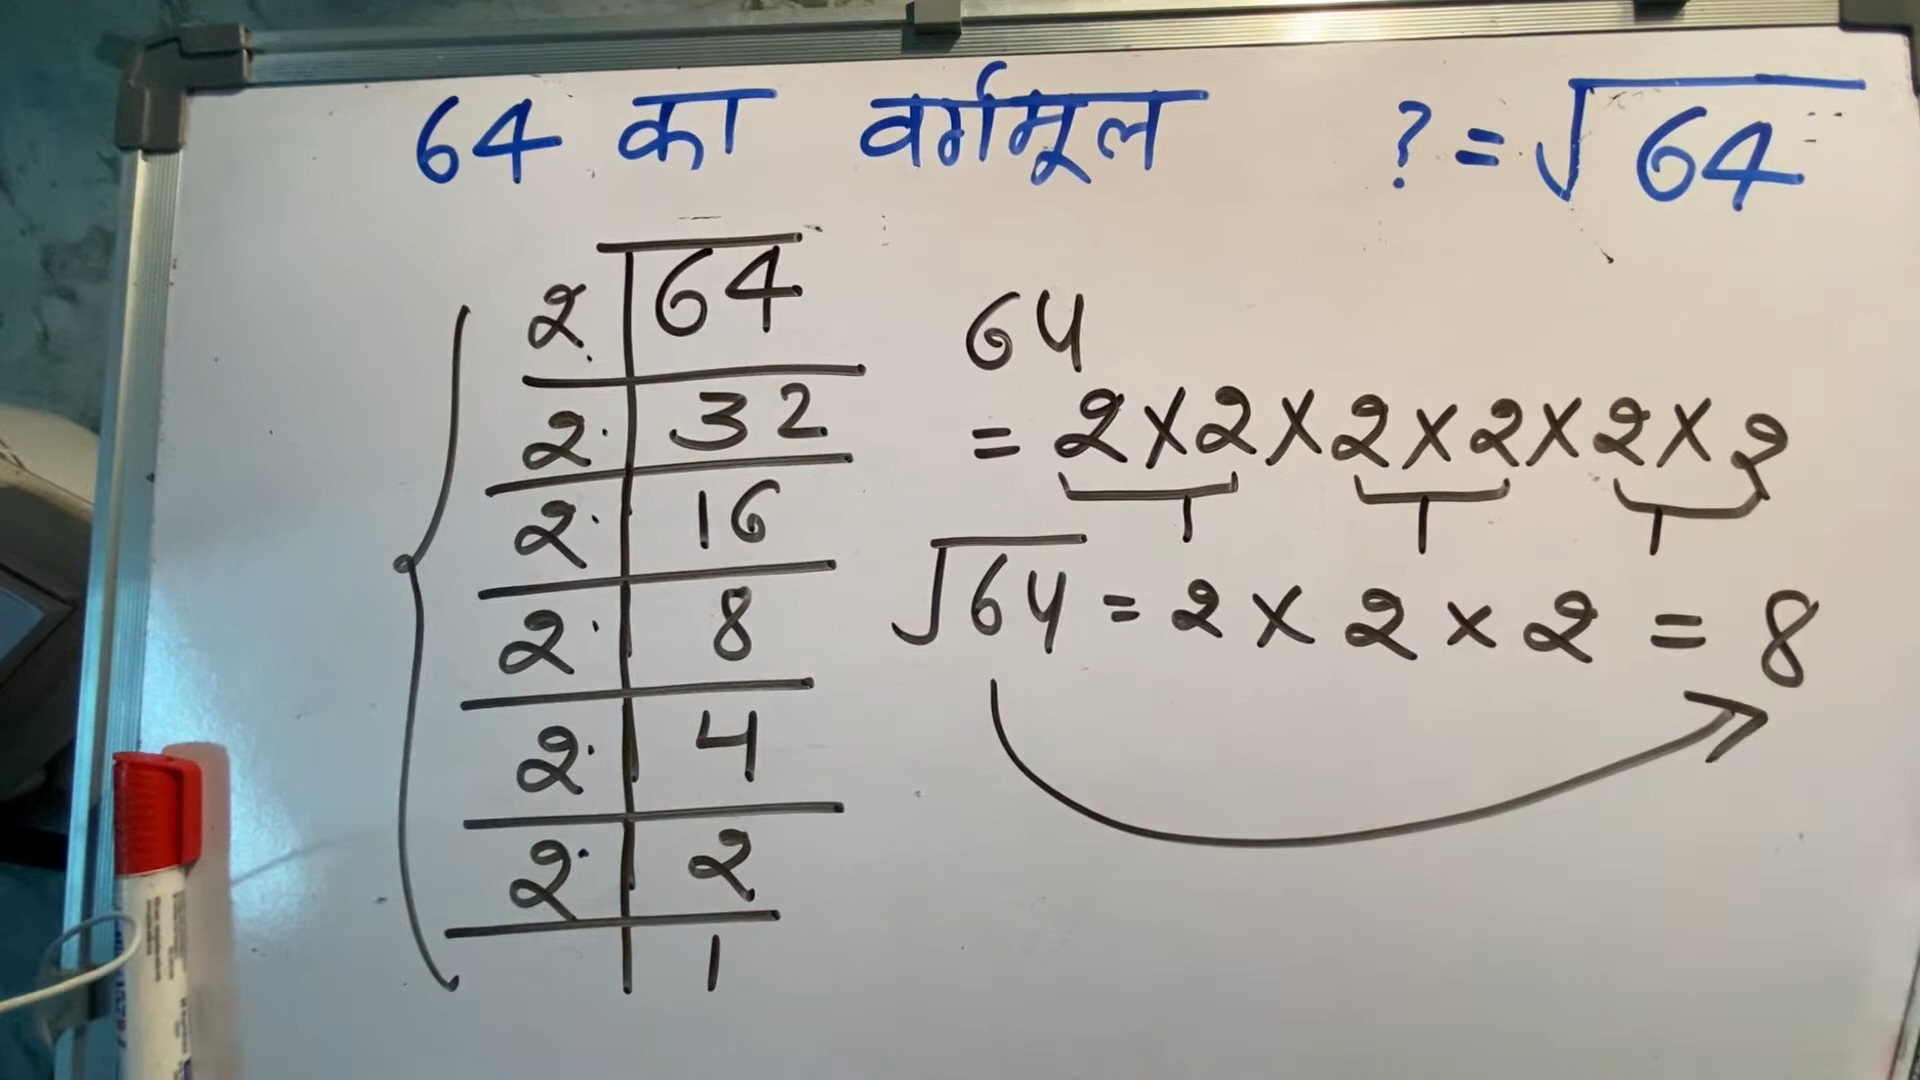 64 का वर्गमूल ? = √64
2 | 64
2 | 32
2 | 16
2 | 8
2 | 4
2 | 2
1
64
= 2 × 2 × 2 × 2 × 2 × 2
√64 = 2 × 2 × 2 = 8